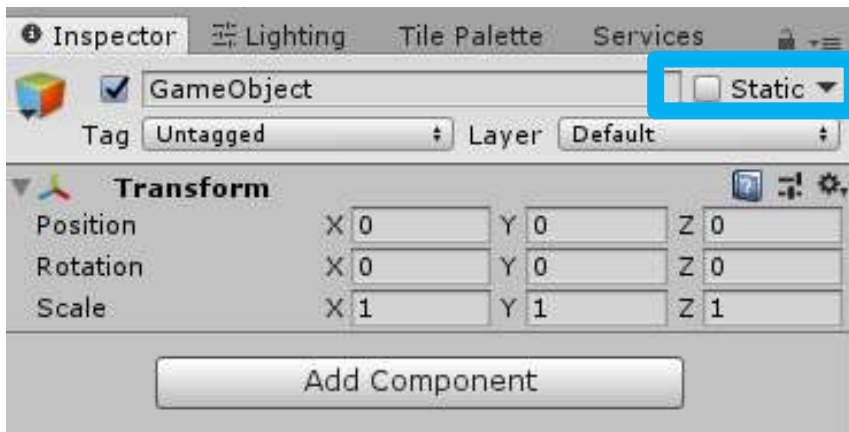 Inspector Lighting Tile Palette Services
GameObject Static
Tag Untagged Layer Default
Transform
Position X 0 Y 0 Z 0
Rotation X 0 Y 0 Z 0
Scale X 1 Y 1 Z 1
Add Component